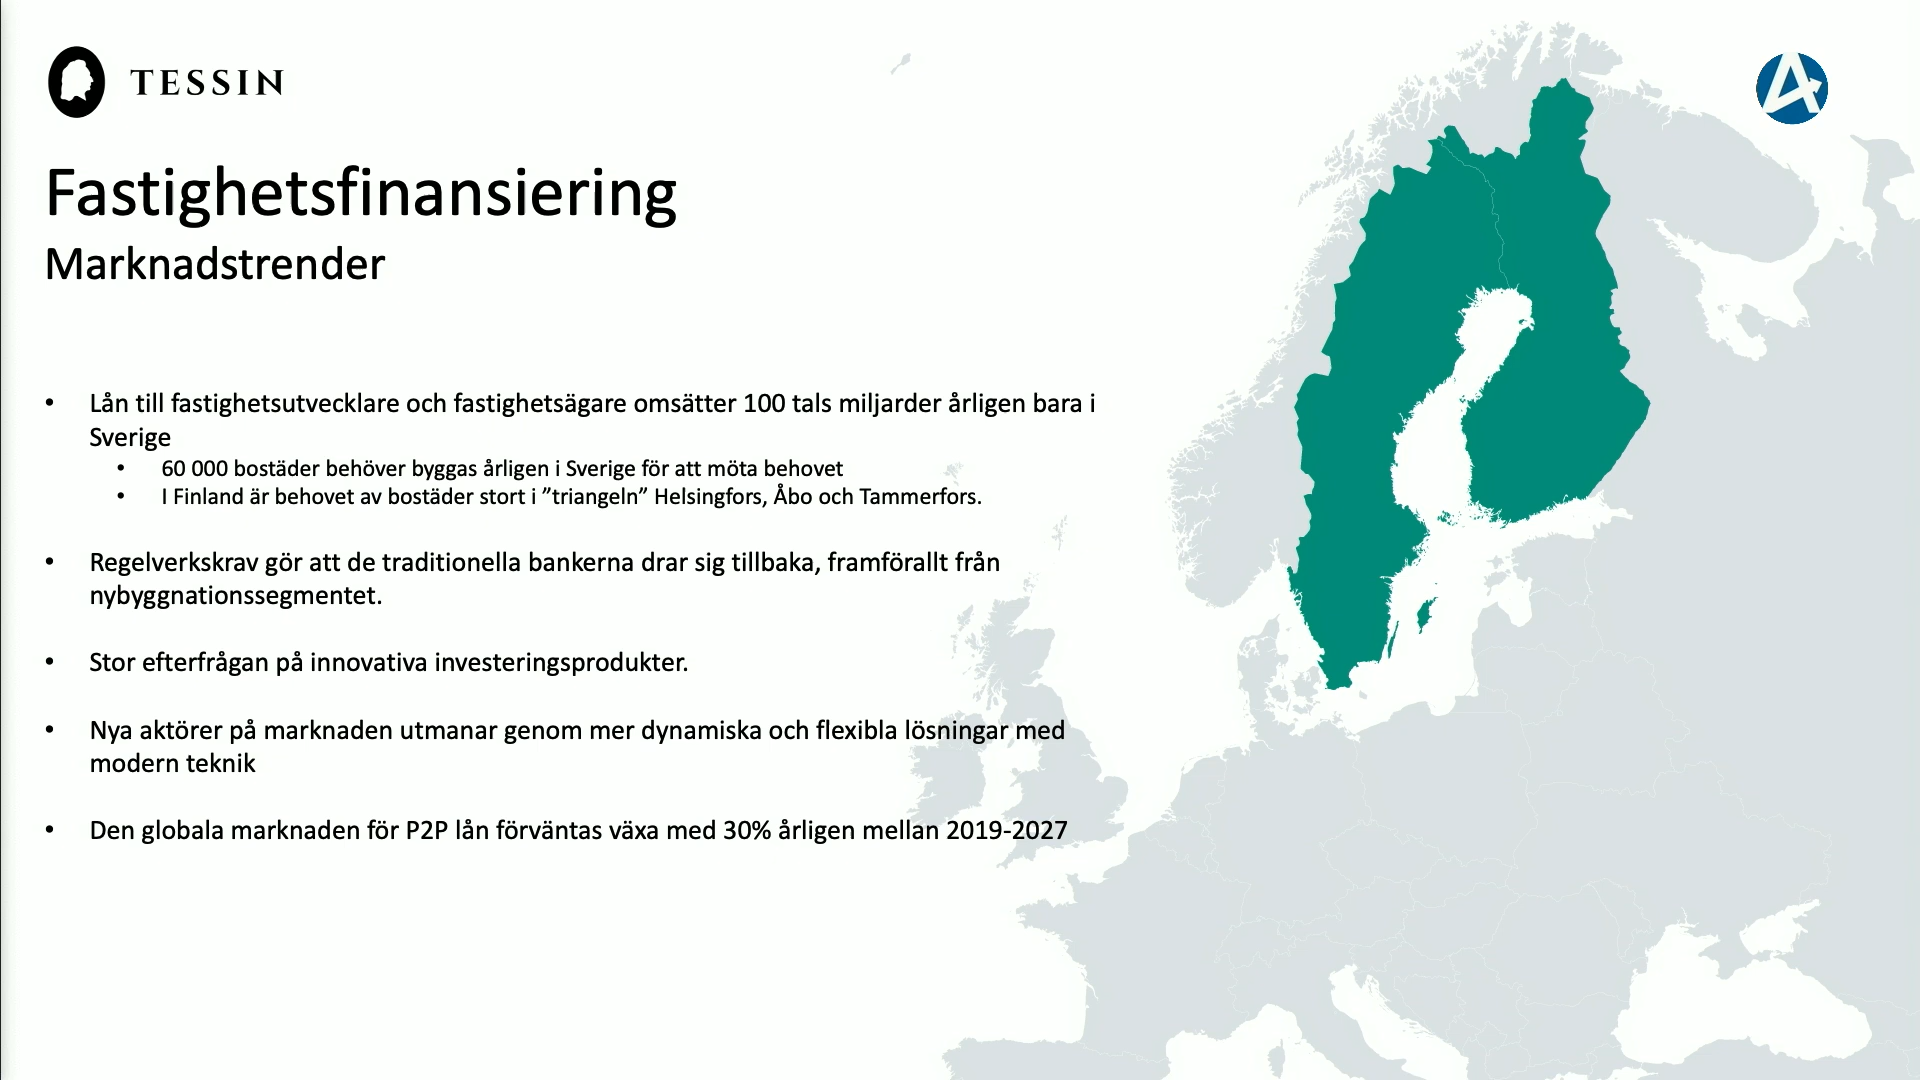 TESSIN
Fastighetsfinansiering
Marknadstrender
• Lån till fastighetsutvecklare och fastighetsägare omsätter 100 tals miljarder årligen bara i
Sverige
• 60 000 bostäder behöver byggas årligen i Sverige för att möta behovet
• I Finland är behovet av bostäder stort i ”triangeln” Helsingfors, Åbo och Tammerfors.
• Regelverkskrav gör att de traditionella bankerna drar sig tillbaka, framförallt från
nybyggnationssegmentet.
• Stor efterfrågan på innovativa investeringsprodukter.
• Nya aktörer på marknaden utmanar genom mer dynamiska och flexibla lösningar med
modern teknik
• Den globala marknaden för P2P lån förväntas växa med 30% årligen mellan 2019-2027